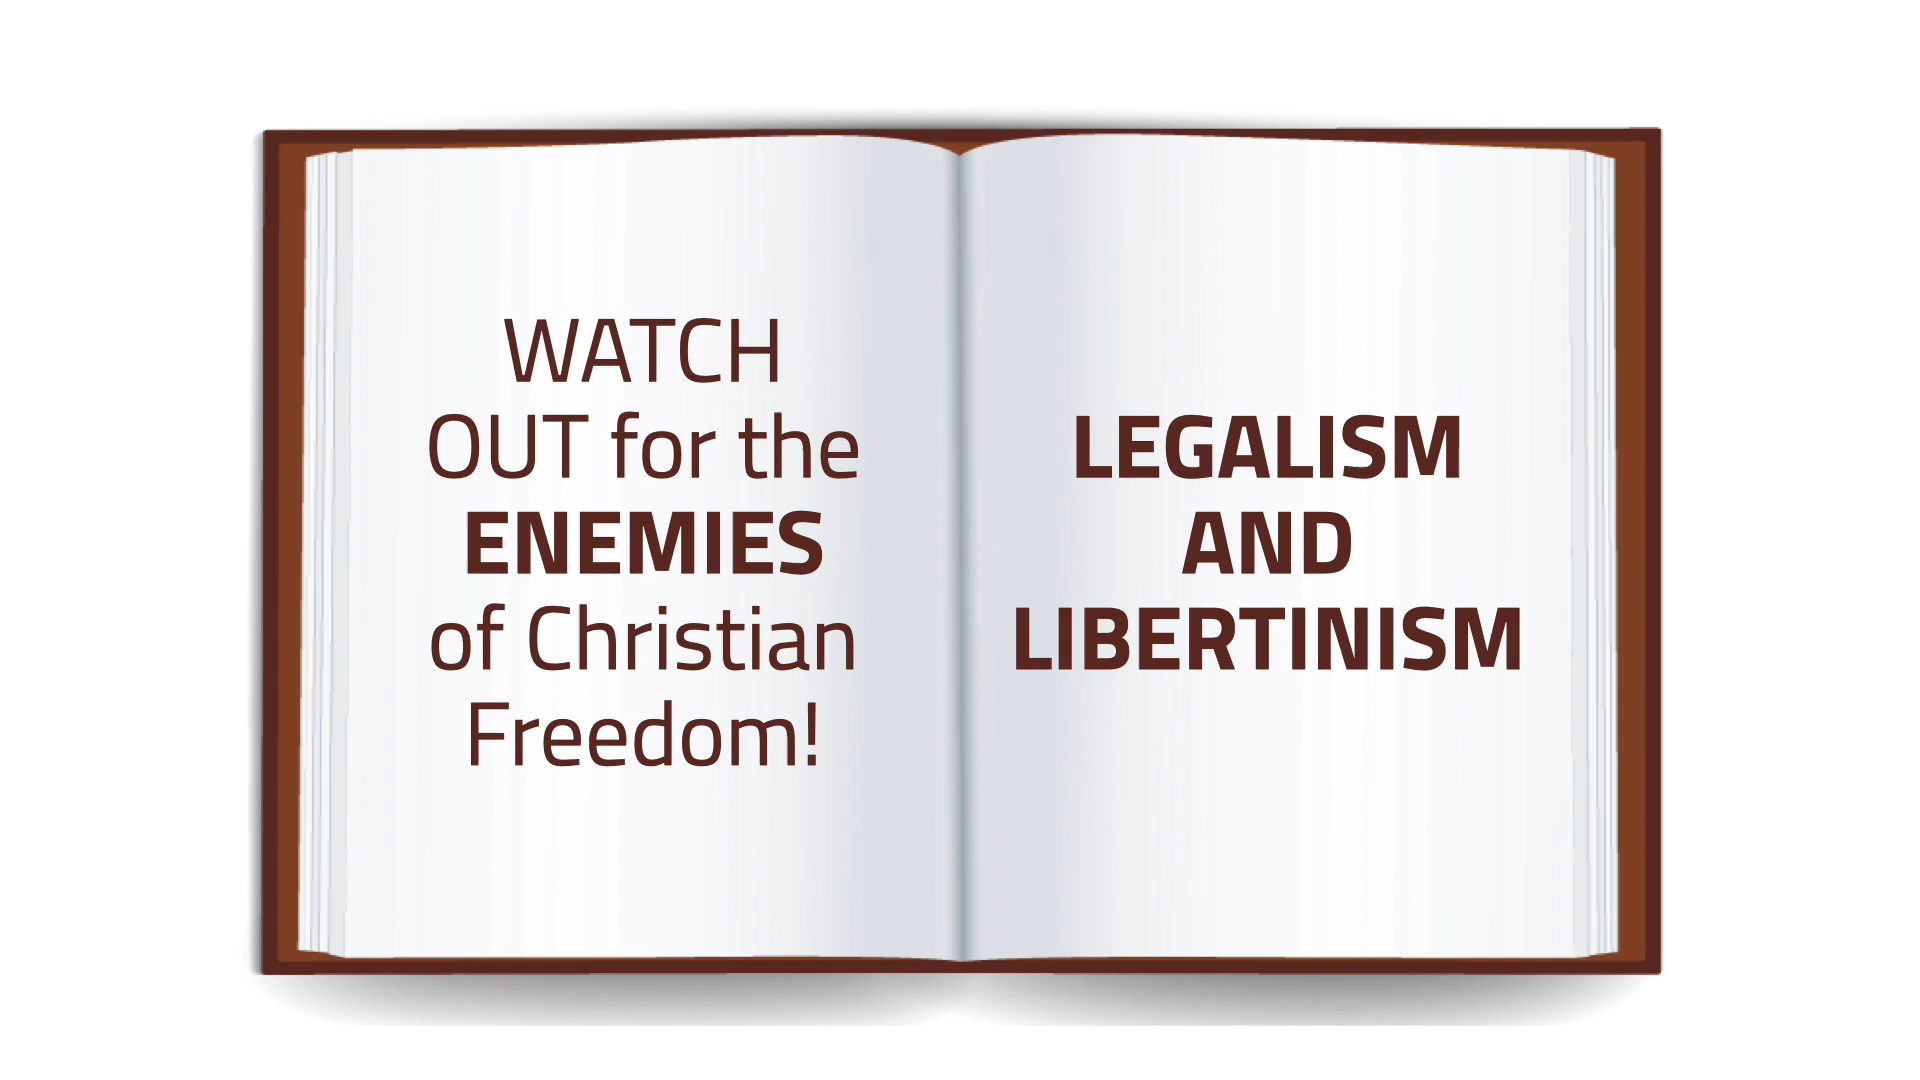 WATCH
OUT for the
ENEMIES
of Christian
Freedom!
LEGALISM
AND
LIBERTINISM